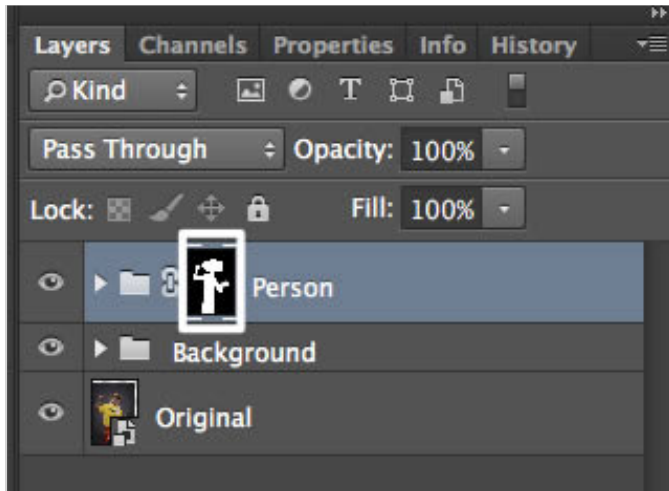 Layers Channels Properties Info History
Kind T
Pass Through Opacity: 100%
Lock: Fill: 100%
Person
Background
Original